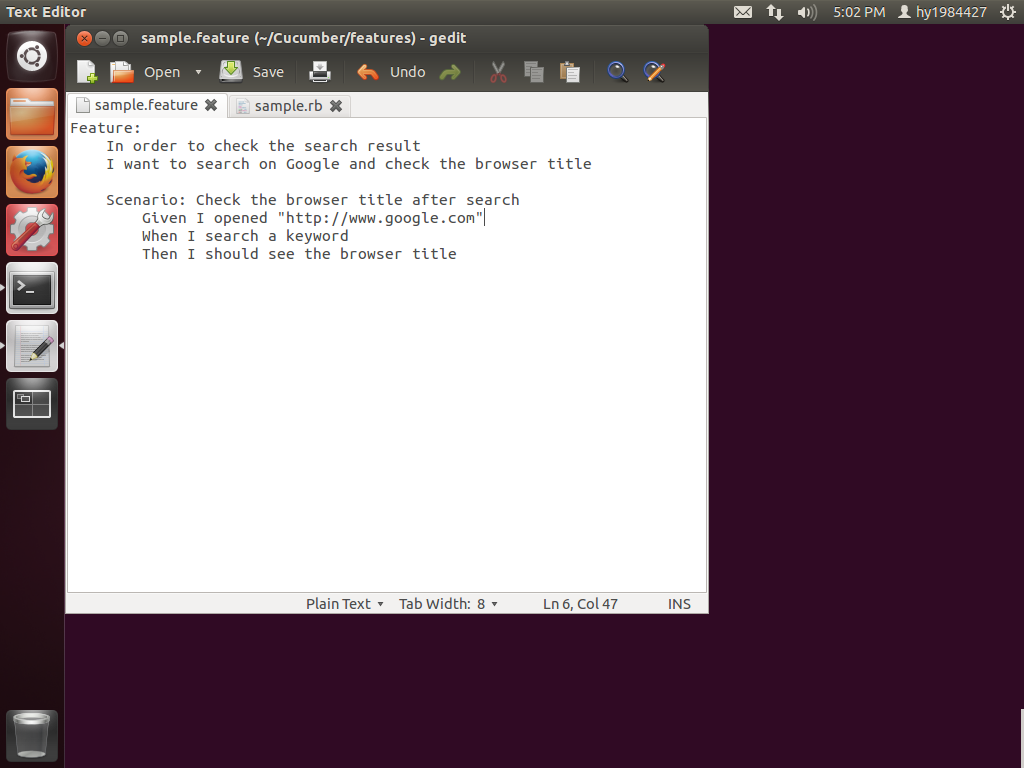 Text Editor
5:02 PM
hy1984427
sample.feature (~/Cucumber/features) - gedit
Open
Save
Undo
sample.feature
sample.rb
Feature:
In order to check the search result
I want to search on Google and check the browser title
Scenario: Check the browser title after search
Given I opened "http://www.google.com"
When I search a keyword
Then I should see the browser title
Plain Text
Tab Width: 8
Ln 6, Col 47
INS